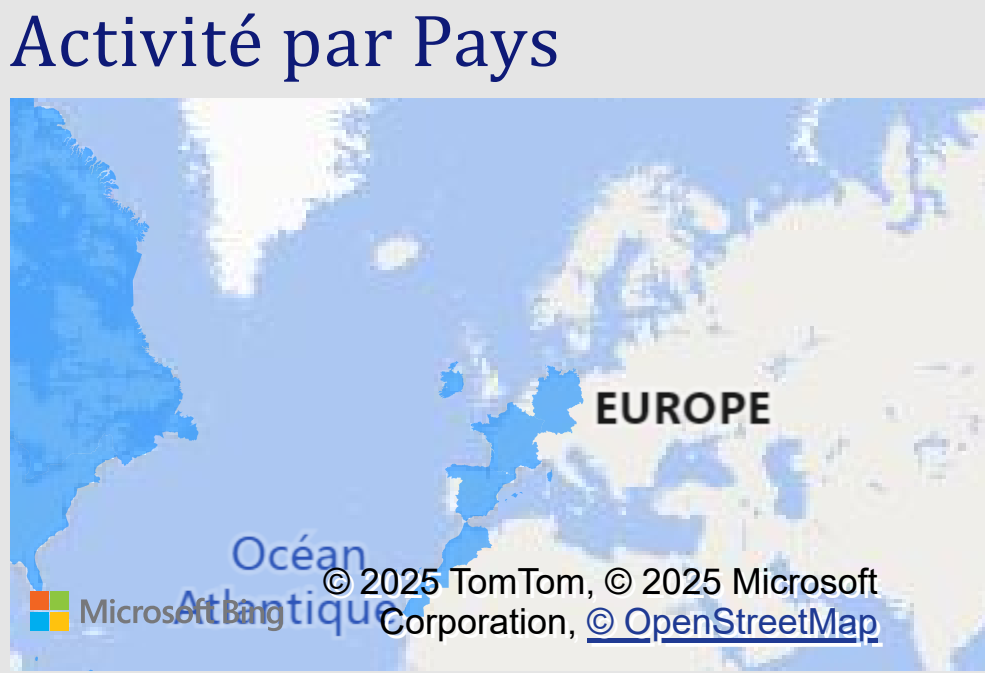 Activité par Pays
EUROPE
Océan
Atlantique
Microsoft Bing
© 2025 TomTom, © 2025 Microsoft
Corporation, © OpenStreetMap